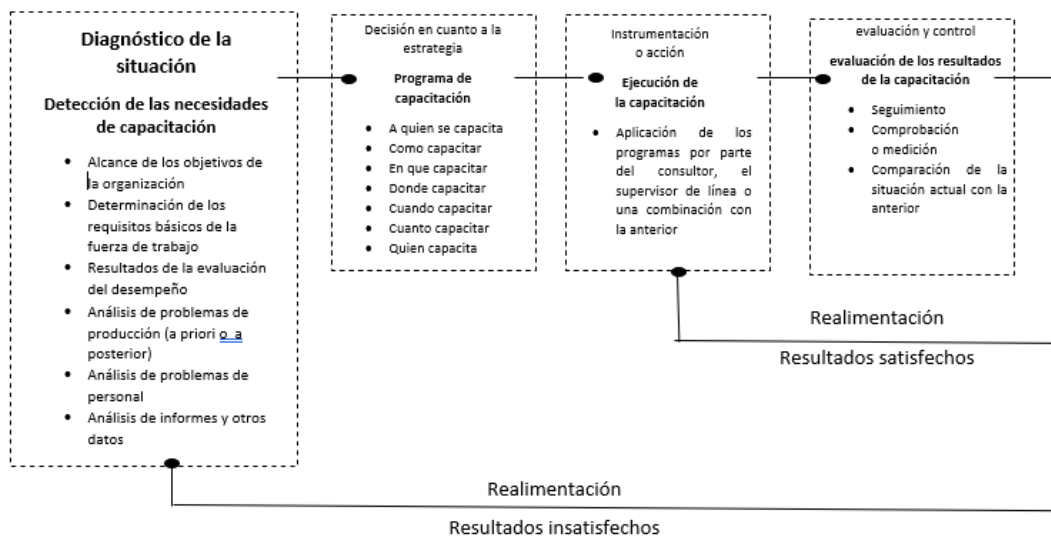 Diagnóstico de la
situación
Detección de las necesidades
de capacitación
• Alcance de los objetivos de
la organización
• Determinación de los
requisitos básicos de la
fuerza de trabajo
• Resultados de la evaluación
del desempeño
• Análisis de problemas de
producción (a priori o a
posterior)
• Análisis de problemas de
personal
• Análisis de informes y otros
datos
Decisión en cuanto a la
estrategia
Programa de
capacitación
• A quien se capacita
• Como capacitar
• En que capacitar
• Donde capacitar
• Cuando capacitar
• Cuanto capacitar
• Quien capacita
Instrumentación
o acción
Ejecución de
la capacitación
• Aplicación de los
programas por parte
del consultor, el
supervisor de línea o
una combinación con
la anterior
evaluación y control
evaluación de los resultados
de la capacitación
• Seguimiento
• Comprobación
o medición
• Comparación de la
situación actual con la
anterior
Realimentación
Resultados satisfechos
Realimentación
Resultados insatisfechos